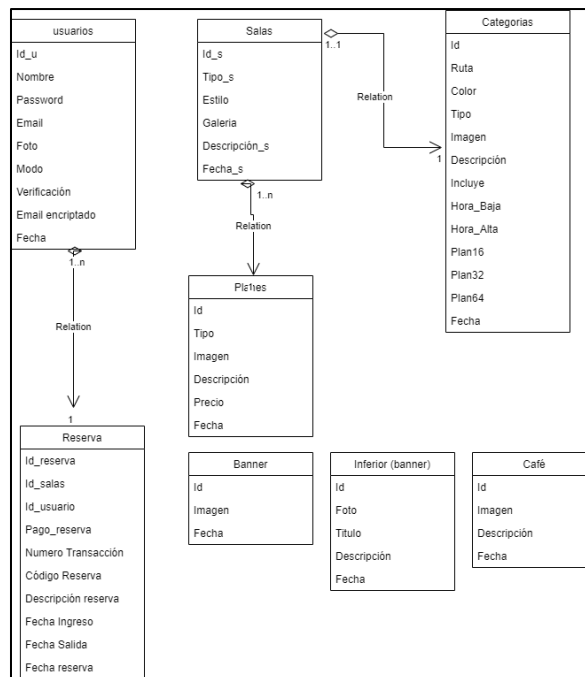 usuarios
Id_u
Nombre
Password
Email
Foto
Modo
Verificación
Email encriptado
Fecha
1..n
Relation
1
Salas
Id_s
Tipo_s
Estilo
Galeria
Descripciòn_s
Fecha_s
1..1
Relation
1
1..n
Relation
1
Categorias
Id
Ruta
Color
Tipo
Imagen
Descripción
Incluye
Hora_Baja
Hora_Alta
Plan16
Plan32
Plan64
Fecha
Planes
Id
Tipo
Imagen
Descripción
Precio
Fecha
Reserva
Id_reserva
Id_salas
Id_usuario
Pago_reserva
Numero Transacción
Código Reserva
Descripción reserva
Fecha Ingreso
Fecha Salida
Fecha reserva
Banner
Id
Imagen
Fecha
Inferior (banner)
Id
Foto
Titulo
Descripción
Fecha
Café
Id
Imagen
Descripción
Fecha